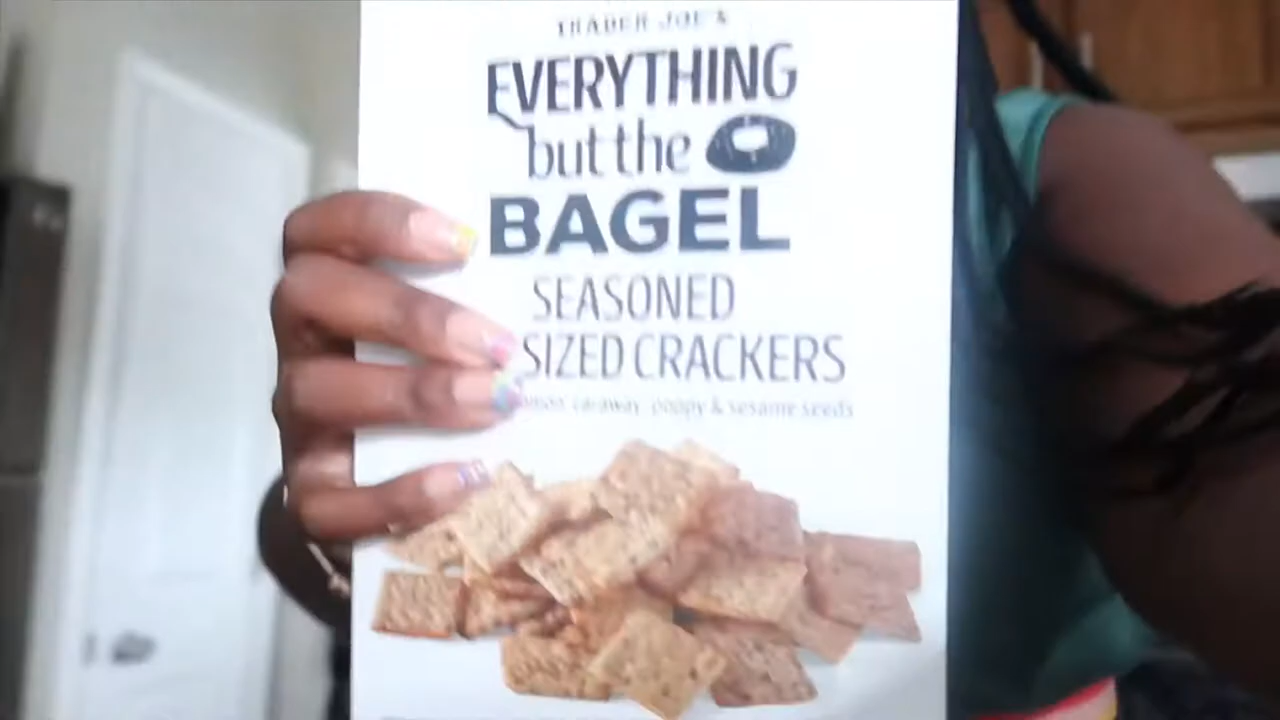 TRADER JOE'S
EVERYTHING
but the
BAGEL
SEASONED
SIZED CRACKERS
caraway, poppy & sesame seeds